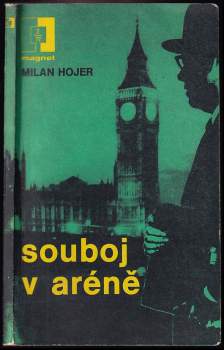 magnet
MILAN HOJER
souboj
v aréně